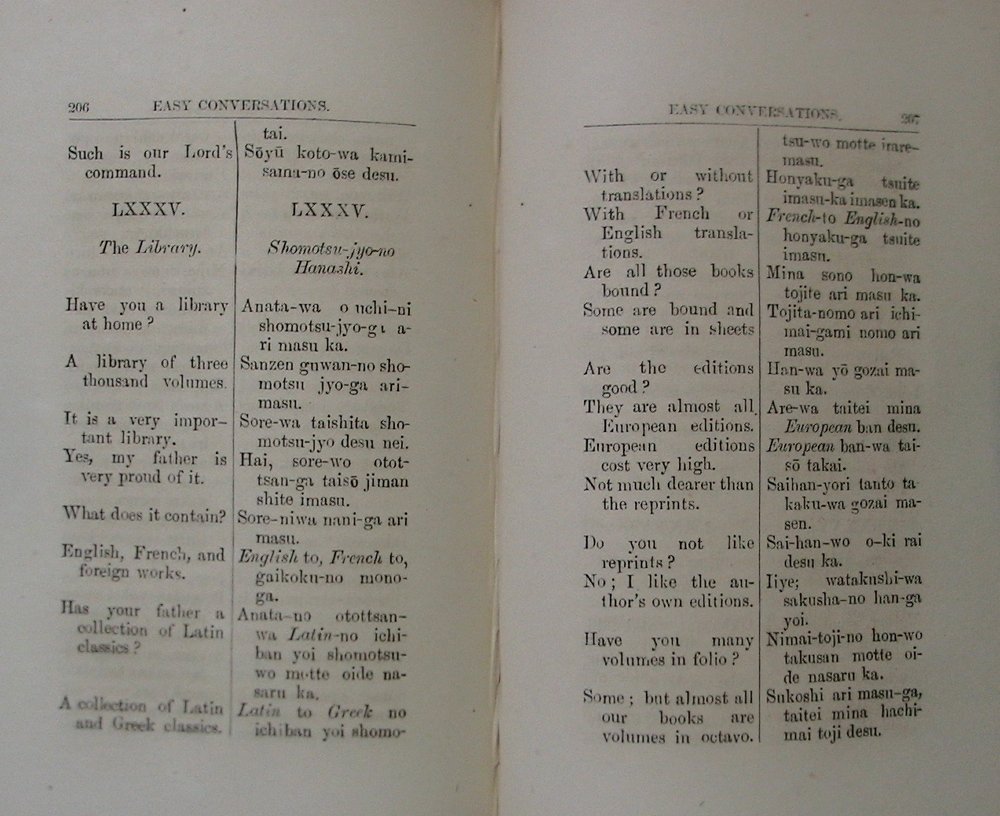 206
EASY CONVERSATIONS.
Such is our Lord's
command.
LXXXV.
The Library.
Have you a library
at home?
A library of three
thousand volumes.
It is a very impor-
tant library.
Yes, my father is
very proud of it.
What does it contain?
English, French, and
foreign works.
Has your father a
collection of Latin
classics?
A collection of Latin
and Greek classics.
tai.
Sōyū koto-wa kami-
sama-no ōse desu.
LXXXV.
Shomotsu-jyo-no
Hanashi.
Anata-wa o uchi-ni
shomotsu-jyo-ga a-
ri masu ka.
Sanzen guwan-no sho-
motsu jyo-ga ari-
masu.
Sore-wa taishita sho-
motsu-jyo desu nei.
Hai, sore-wo otot-
tsan-ga taisō jiman
shite imasu.
Sore-niwa nani-ga ari
masu.
English to, French to,
gaikoku-no mono-
ga.
Anata-no otottsan-
wa Latin-no ichi-
ban yoi shomotsu-
wo motte oide na-
saru ka.
Latin to Greek no
ichiban yoi shomo-
EASY CONVERSATIONS.
207
With or without
translations?
With French or
English transla-
tions.
Are all those books
bound?
Some are bound and
some are in sheets
Are the editions
good?
They are almost all
European editions.
European editions
cost very high.
Not much dearer than
the reprints.
Do you not like
reprints?
No; I like the au-
thor's own editions.
Have you many
volumes in folio?
Some; but almost all
our books are
volumes in octavo.
tsu-wo motte irare-
masu.
Honyaku-ga tsuite
imasu-ka imasen ka.
French-to English-no
honyaku-ga tsuite
imasu.
Mina sono hon-wa
tojite ari masu ka.
Tojita-nomo ari ichi-
mai-gami nomo ari
masu.
Han-wa yō gozai ma-
su ka.
Are-wa taitei mina
European ban desu.
European ban-wa tai-
sō takai.
Saihan-yori tanto ta
kaku-wa gozai ma-
sen.
Sai-han-wo o-ki rai
desu ka.
Iiye; watakushi-wa
sakusha-no han-ga
yoi.
Nimai-toji-no hon-wo
takusan motte oi-
de nasaru ka.
Sukoshi ari masu-ga,
taitei mina hachi-
mai toji desu.